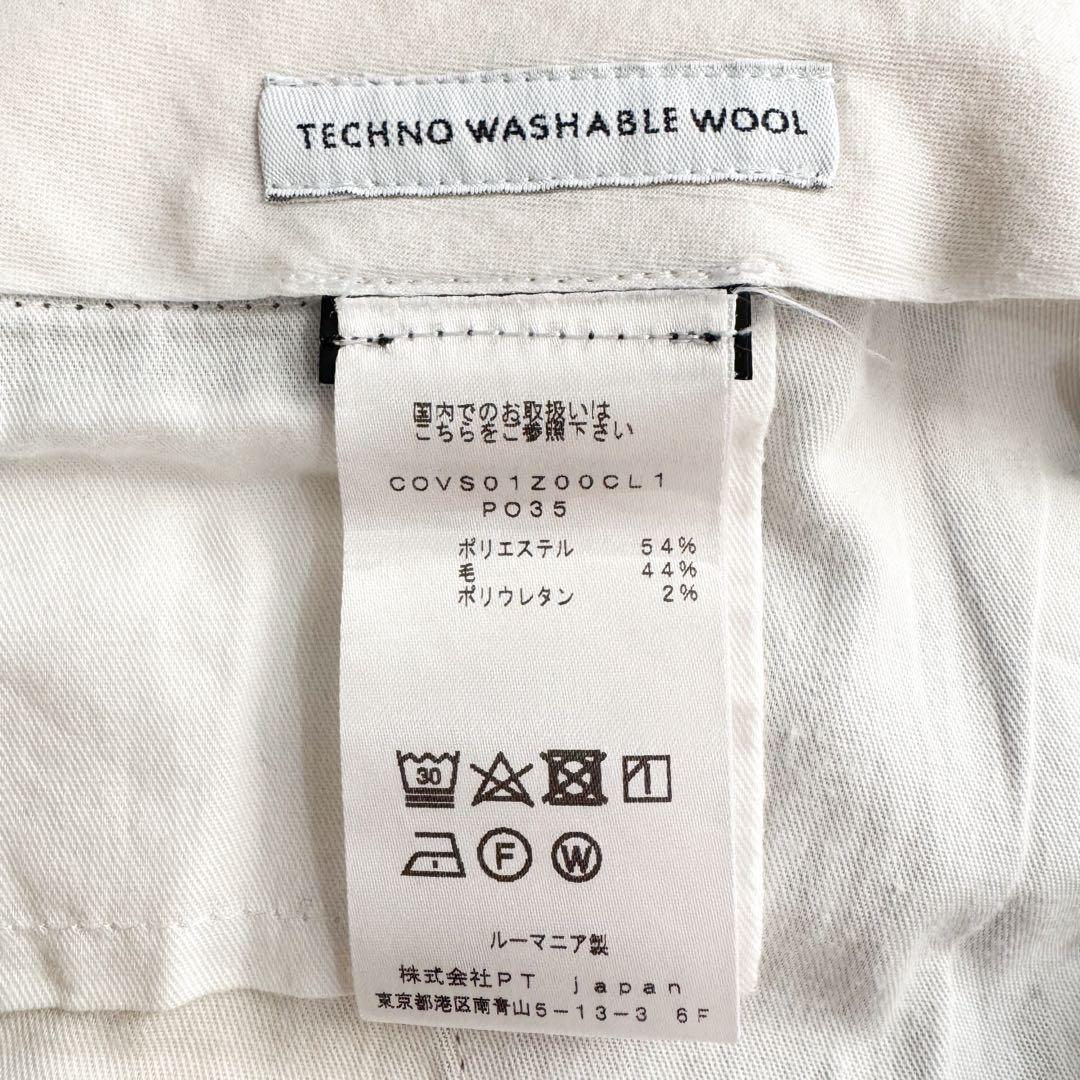 TECHNO WASHABLE WOOL
国内でのお取扱いは
こちらをご参照下さい
COVS01Z00CL1
PO35
ポリエステル 54%
毛 44%
ポリウレタン 2%
30
F W
ルーマニア製
株式会社PT japan
東京都港区南青山5-13-3 6F